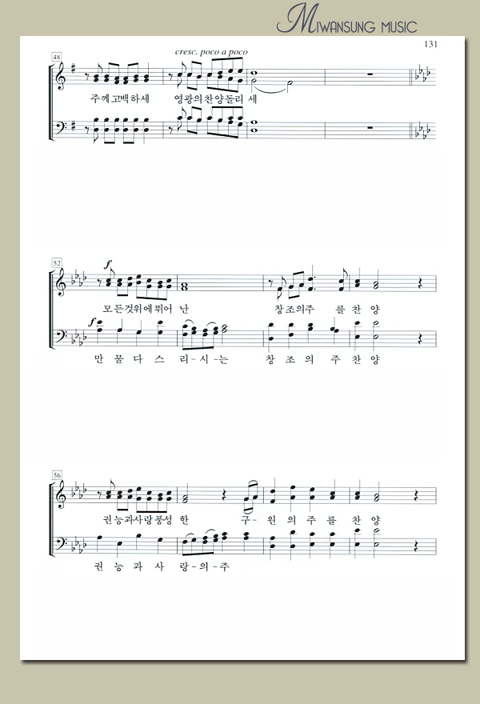 MIWANSUNG MUSIC
131
48
cresc, poco a poco
주께고백하세 영광의찬양돌리세
52
f
모든것위에뛰어 난 창조의주 를 찬 양
f
만 물 다 스 리-시-는 창 조 의 주 찬 양
56
권능과사랑풍성 한 구- 원 의 주 를 찬 양
권 능 과 사 랑-의-주